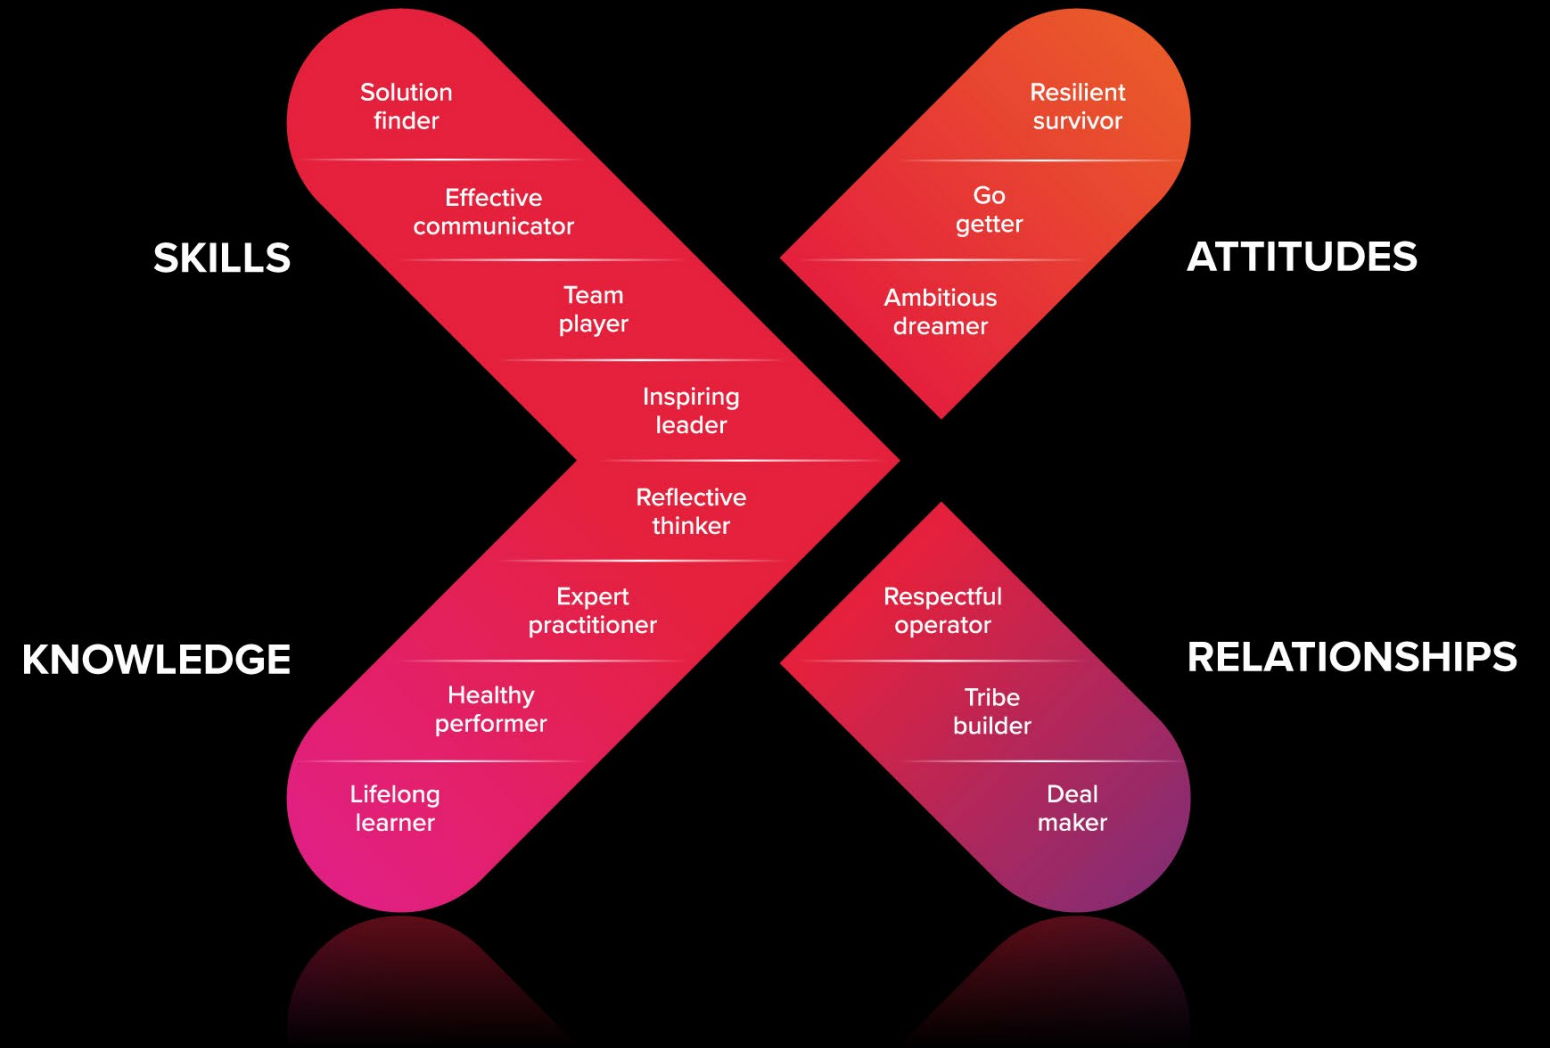 SKILLS
Solution
finder
Effective
communicator
Team
player
Inspiring
leader
KNOWLEDGE
Reflective
thinker
Expert
practitioner
Healthy
performer
Lifelong
learner
ATTITUDES
Resilient
survivor
Go
getter
Ambitious
dreamer
RELATIONSHIPS
Respectful
operator
Tribe
builder
Deal
maker